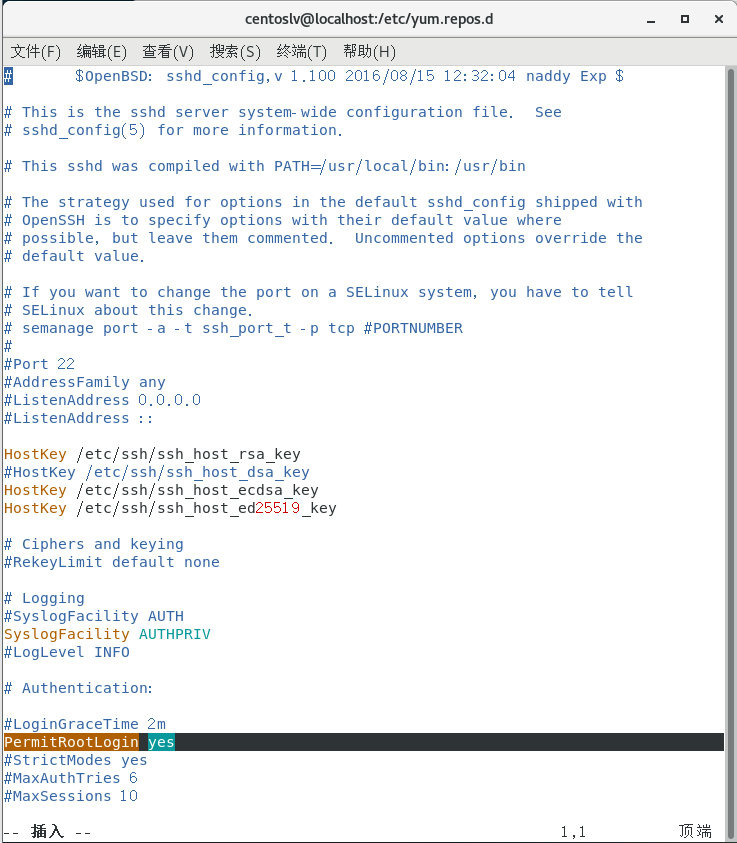 centoslv@localhost:/etc/yum.repos.d
文件(F) 编辑(E) 查看(V) 搜索(S) 终端(T) 帮助(H)
#       $OpenBSD: sshd_config,v 1.100 2016/08/15 12:32:04 naddy Exp $
# This is the sshd server system-wide configuration file.  See
# sshd_config(5) for more information.
# This sshd was compiled with PATH=/usr/local/bin:/usr/bin
# The strategy used for options in the default sshd_config shipped with
# OpenSSH is to specify options with their default value where
# possible, but leave them commented.  Uncommented options override the
# default value.
# If you want to change the port on a SELinux system, you have to tell
# SELinux about this change.
# semanage port -a -t ssh_port_t -p tcp #PORTNUMBER
#
#Port 22
#AddressFamily any
#ListenAddress 0.0.0.0
#ListenAddress ::
HostKey /etc/ssh/ssh_host_rsa_key
#HostKey /etc/ssh/ssh_host_dsa_key
HostKey /etc/ssh/ssh_host_ecdsa_key
HostKey /etc/ssh/ssh_host_ed25519_key
# Ciphers and keying
#RekeyLimit default none
# Logging
#SyslogFacility AUTH
SyslogFacility AUTHPRIV
#LogLevel INFO
# Authentication:
#LoginGraceTime 2m
PermitRootLogin yes
#StrictModes yes
#MaxAuthTries 6
#MaxSessions 10
-- 插入 -- 1,1 顶端